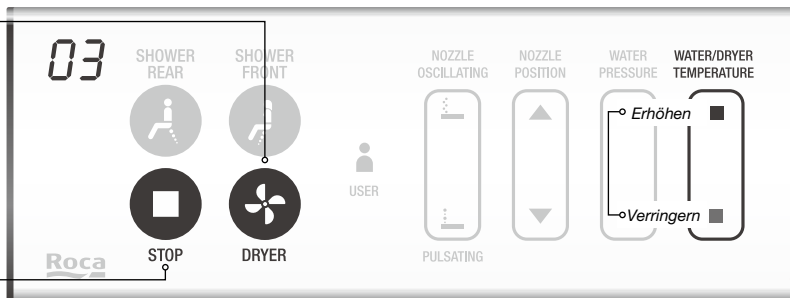 03
SHOWER
REAR
SHOWER
FRONT
NOZZLE
OSCILLATING
NOZZLE
POSITION
WATER
PRESSURE
WATER/DRYER
TEMPERATURE
Erhöhen
Verringern
USER
STOP
DRYER
PULSATING
Roca